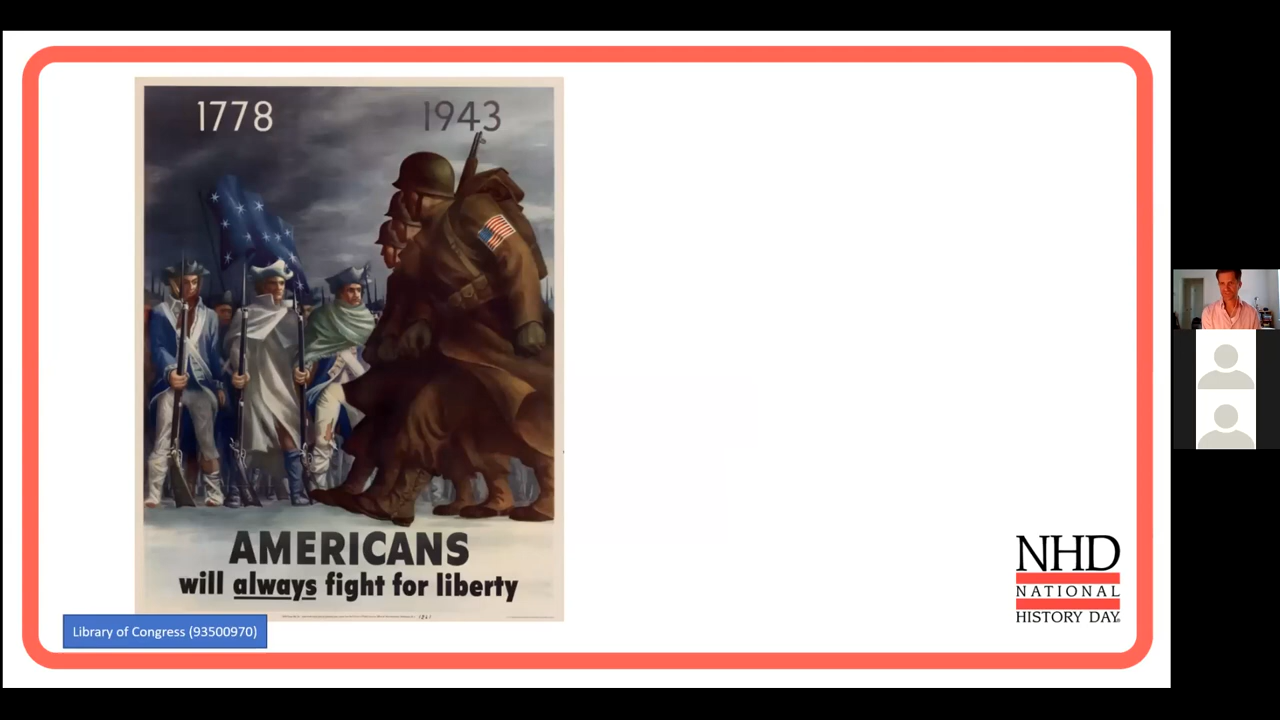 1778 1943
AMERICANS
will always fight for liberty
Library of Congress (93500970)
NHD
NATIONAL
HISTORY DAY